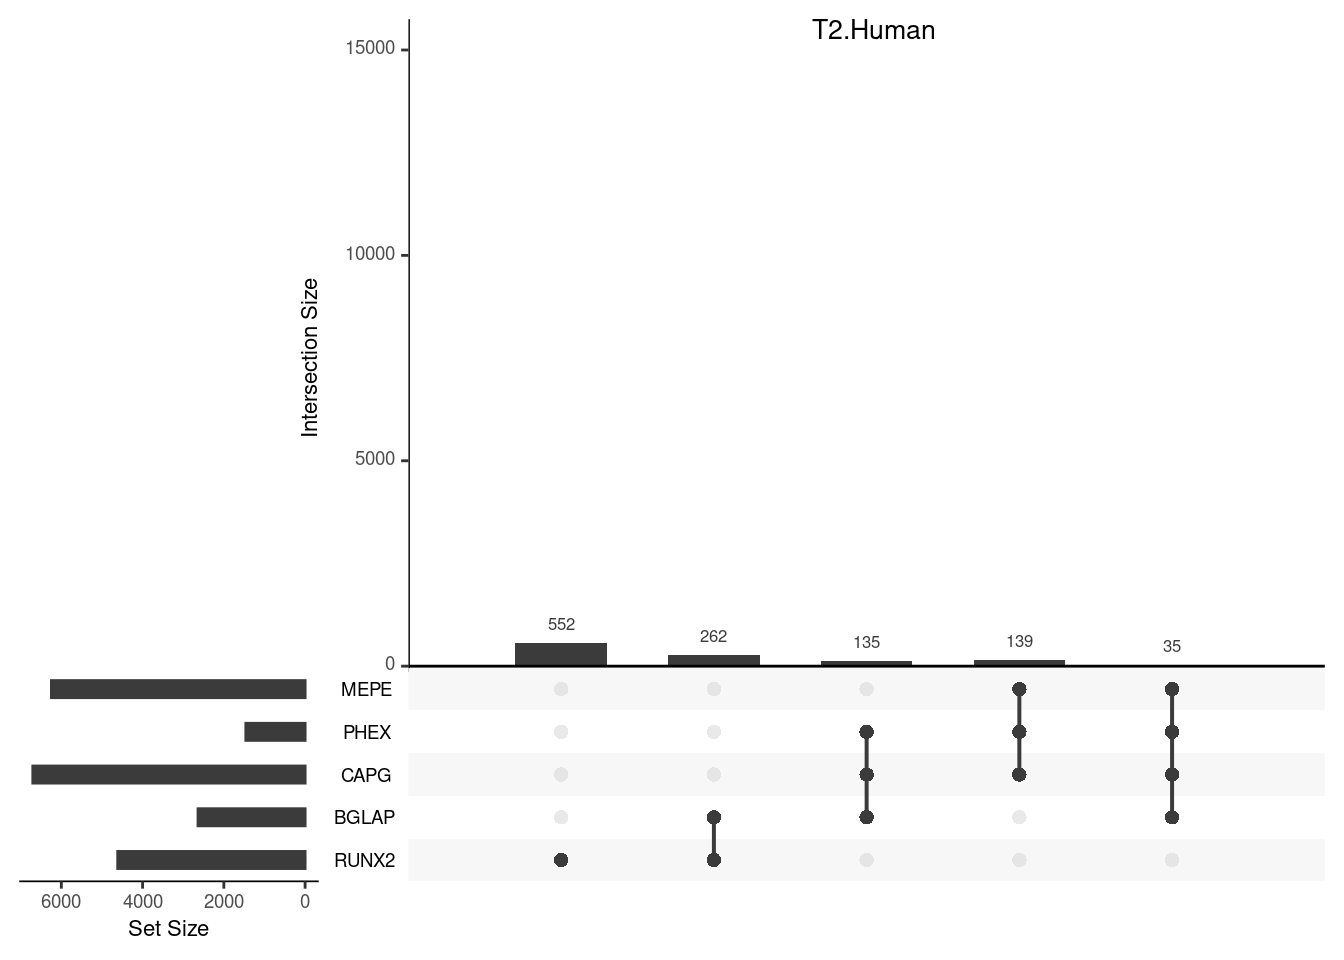 T2.Human
15000
10000
5000
0
Intersection Size
552
262
135
139
35
MEPE
PHEX
CAPG
BGLAP
RUNX2
6000 4000 2000 0
Set Size